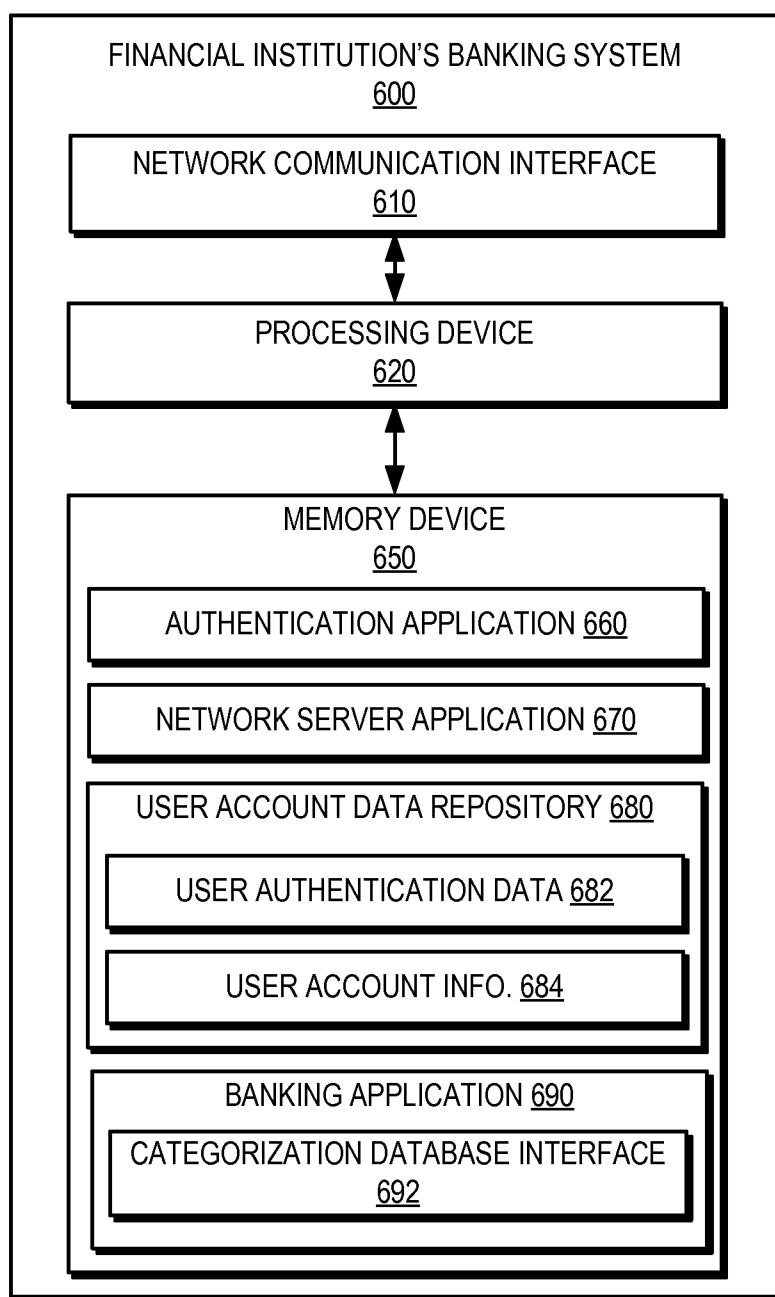 FINANCIAL INSTITUTION'S BANKING SYSTEM
600
NETWORK COMMUNICATION INTERFACE
610
PROCESSING DEVICE
620
MEMORY DEVICE
650
AUTHENTICATION APPLICATION 660
NETWORK SERVER APPLICATION 670
USER ACCOUNT DATA REPOSITORY 680
USER AUTHENTICATION DATA 682
USER ACCOUNT INFO. 684
BANKING APPLICATION 690
CATEGORIZATION DATABASE INTERFACE
692